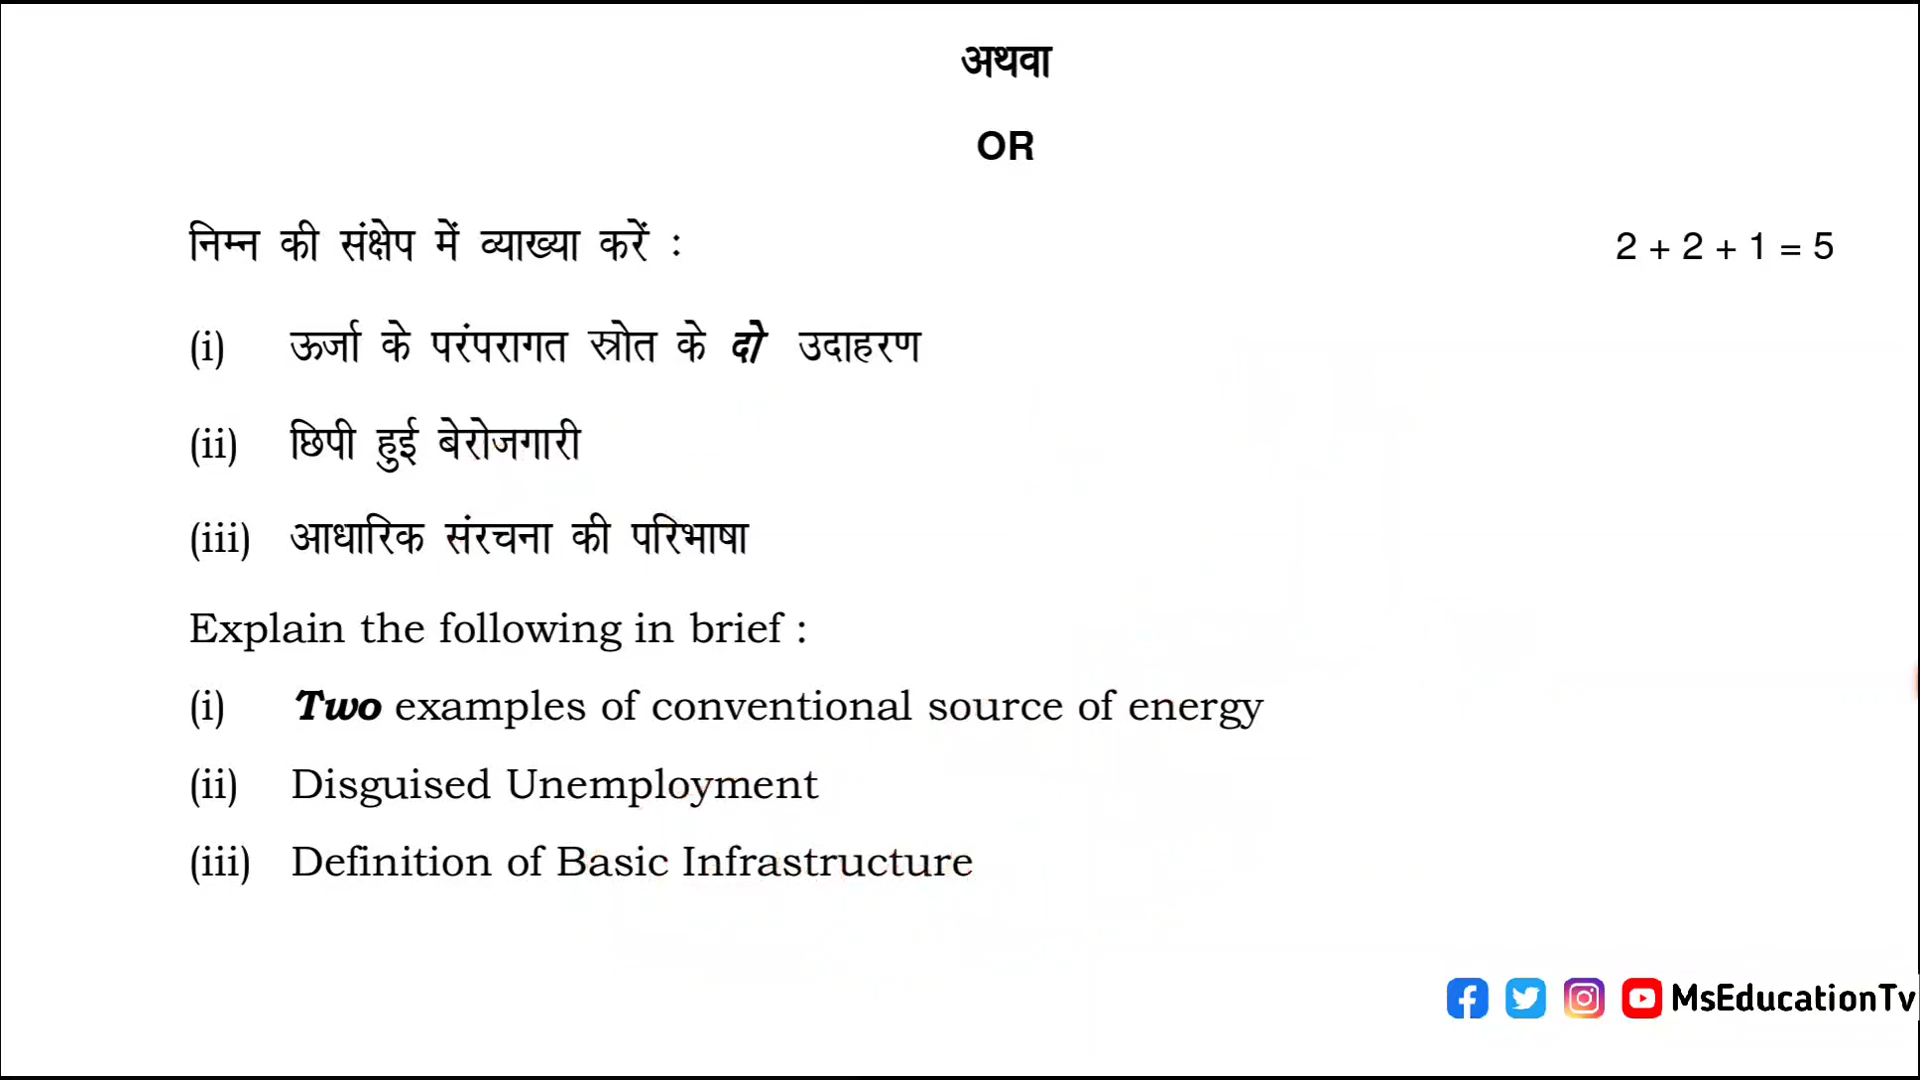 अथवा
OR
निम्न की संक्षेप में व्याख्या करें : 2 + 2 + 1 = 5
(i) ऊर्जा के परंपरागत स्रोत के दो उदाहरण
(ii) छिपी हुई बेरोजगारी
(iii) आधारिक संरचना की परिभाषा
Explain the following in brief :
(i) Two examples of conventional source of energy
(ii) Disguised Unemployment
(iii) Definition of Basic Infrastructure
MsEducationTv